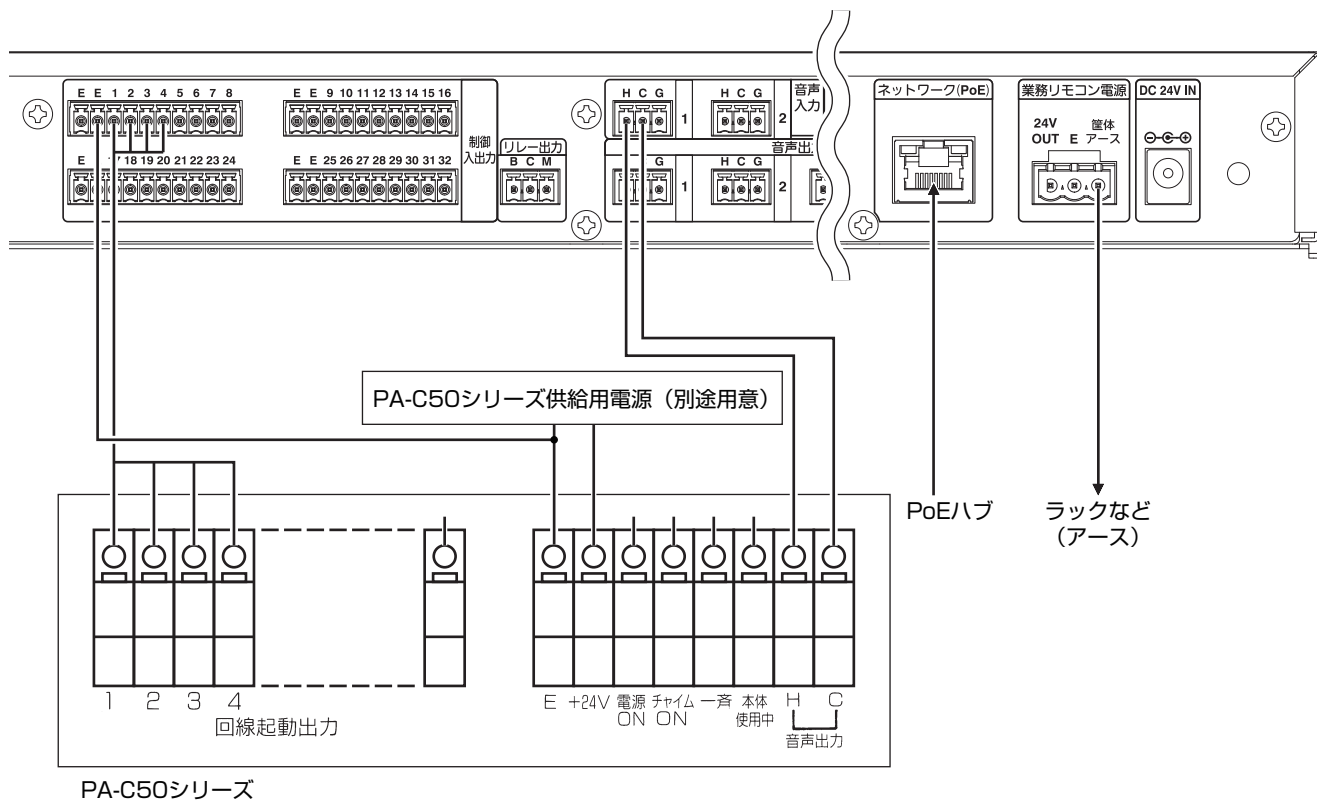 E E 1 2 3 4 5 6 7 8
E E 9 10 11 12 13 14 15 16
制御
入出力
E 17 18 19 20 21 22 23 24
E E 25 26 27 28 29 30 31 32
リレー出力
B C M
H C G
1
H C G
2
音声
入力
音声出
G
1
H C G
2
ネットワーク(PoE)
業務リモコン電源
24V
OUT E
筐体
アース
DC 24V IN
PA-C50シリーズ供給用電源（別途用意）
PoEハブ
ラックなど
（アース）
1 2 3 4
回線起動出力
E +24V 電源
ON
チャイム
ON
一斉
本体
使用中
H C
音声出力
PA-C50シリーズ